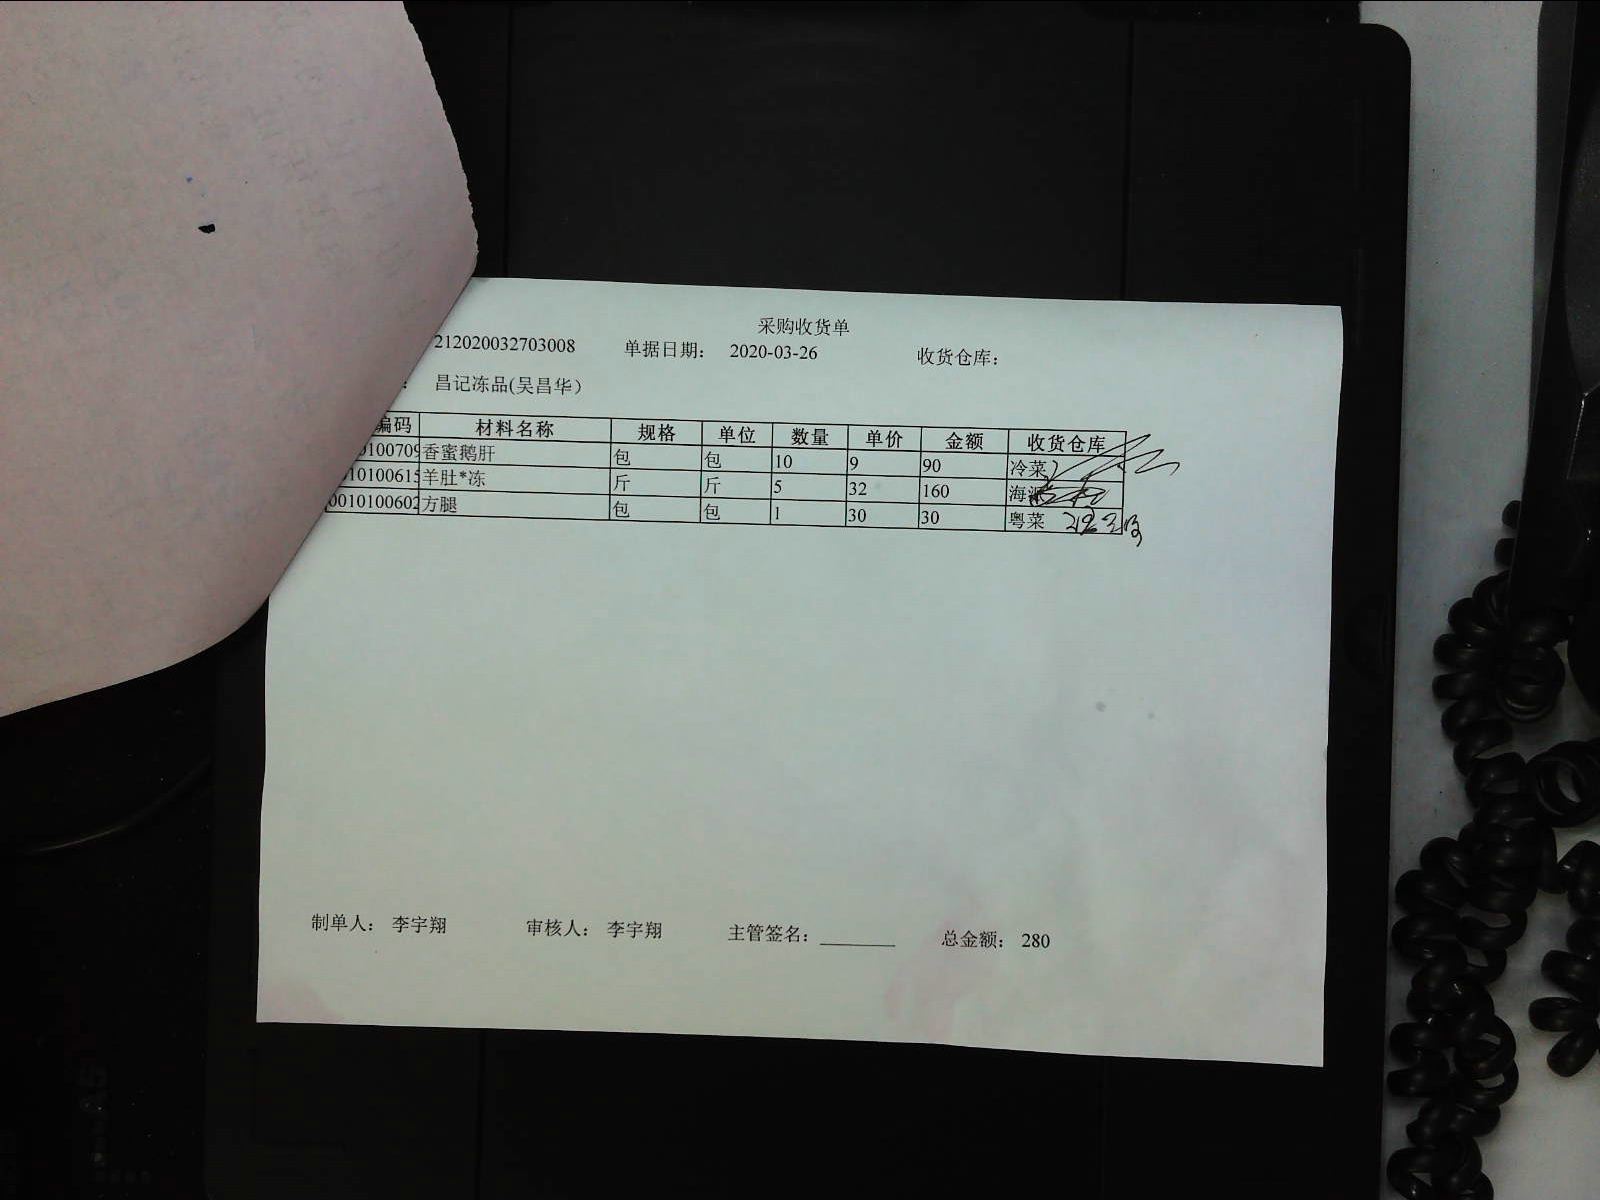 采购收货单
212020032703008 单据日期： 2020-03-26 收货仓库：
： 昌记冻品(吴昌华）
编码 材料名称 规格 单位 数量 单价 金额 收货仓库
0100709 香蜜鹅肝 包 包 10 9 90 冷菜
010100615 羊肚*冻 斤 斤 5 32 160 海
0010100602 方腿 包 包 1 30 30 粤菜
制单人： 李宇翔 审核人： 李宇翔 主管签名：________ 总金额： 280